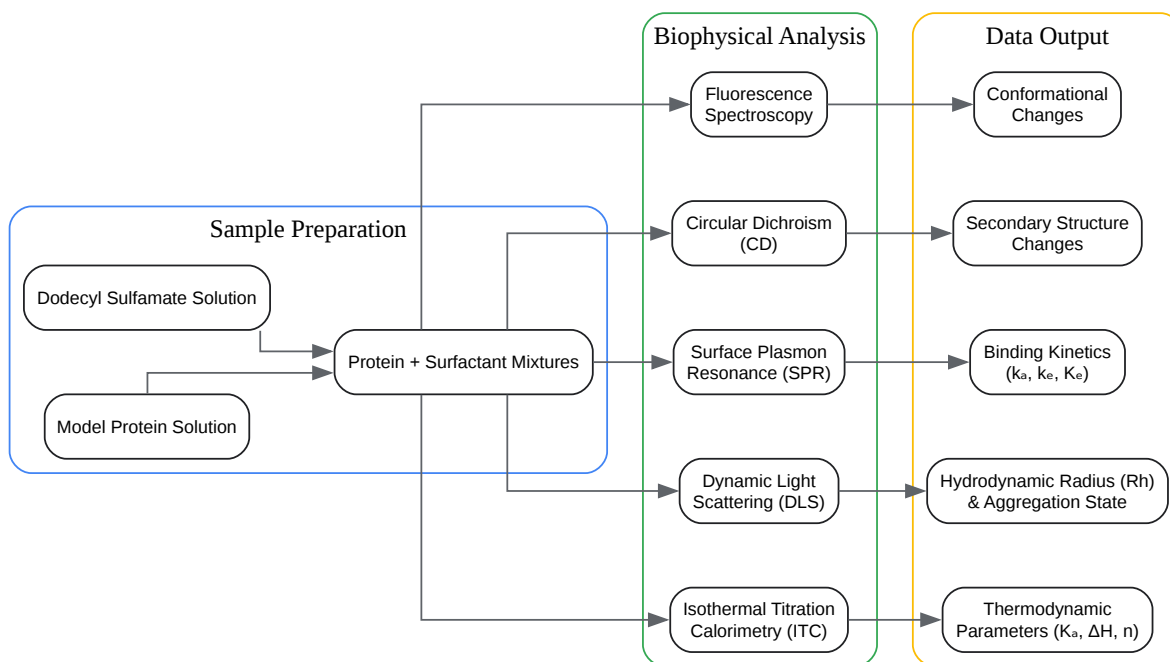 Biophysical Analysis
Data Output
Fluorescence
Spectroscopy
Conformational
Changes
Sample Preparation
Circular Dichroism
(CD)
Secondary Structure
Changes
Dodecyl Sulfamate Solution
Protein + Surfactant Mixtures
Surface Plasmon
Resonance (SPR)
Binding Kinetics
(kₐ, kₑ, Kₑ)
Model Protein Solution
Dynamic Light
Scattering (DLS)
Hydrodynamic Radius (Rh)
& Aggregation State
Isothermal Titration
Calorimetry (ITC)
Thermodynamic
Parameters (Kₐ, ΔH, n)